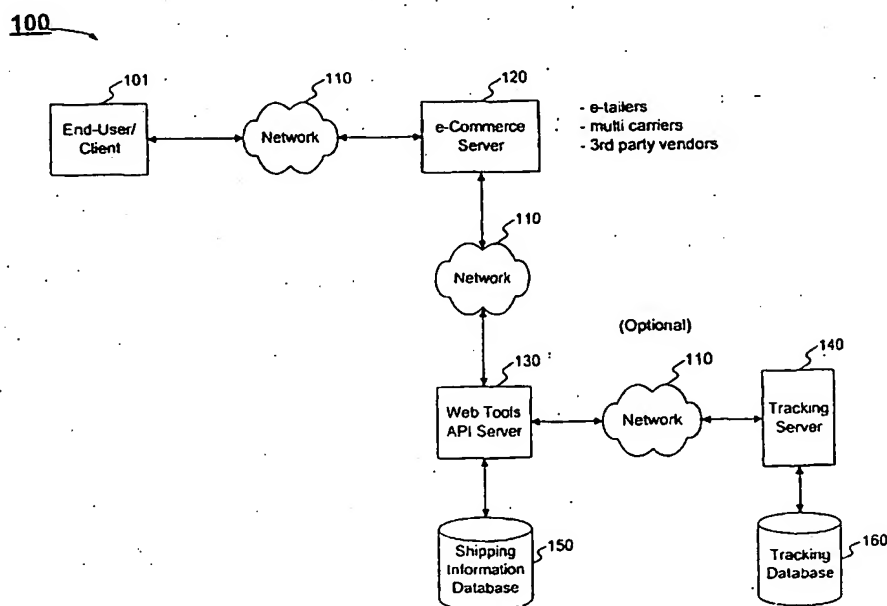 100
101
End-User/
Client
110
Network
120
e-Commerce
Server
- e-tailers
- multi carriers
- 3rd party vendors
110
Network
(Optional)
130
Web Tools
API Server
110
Network
140
Tracking
Server
150
Shipping
Information
Database
160
Tracking
Database